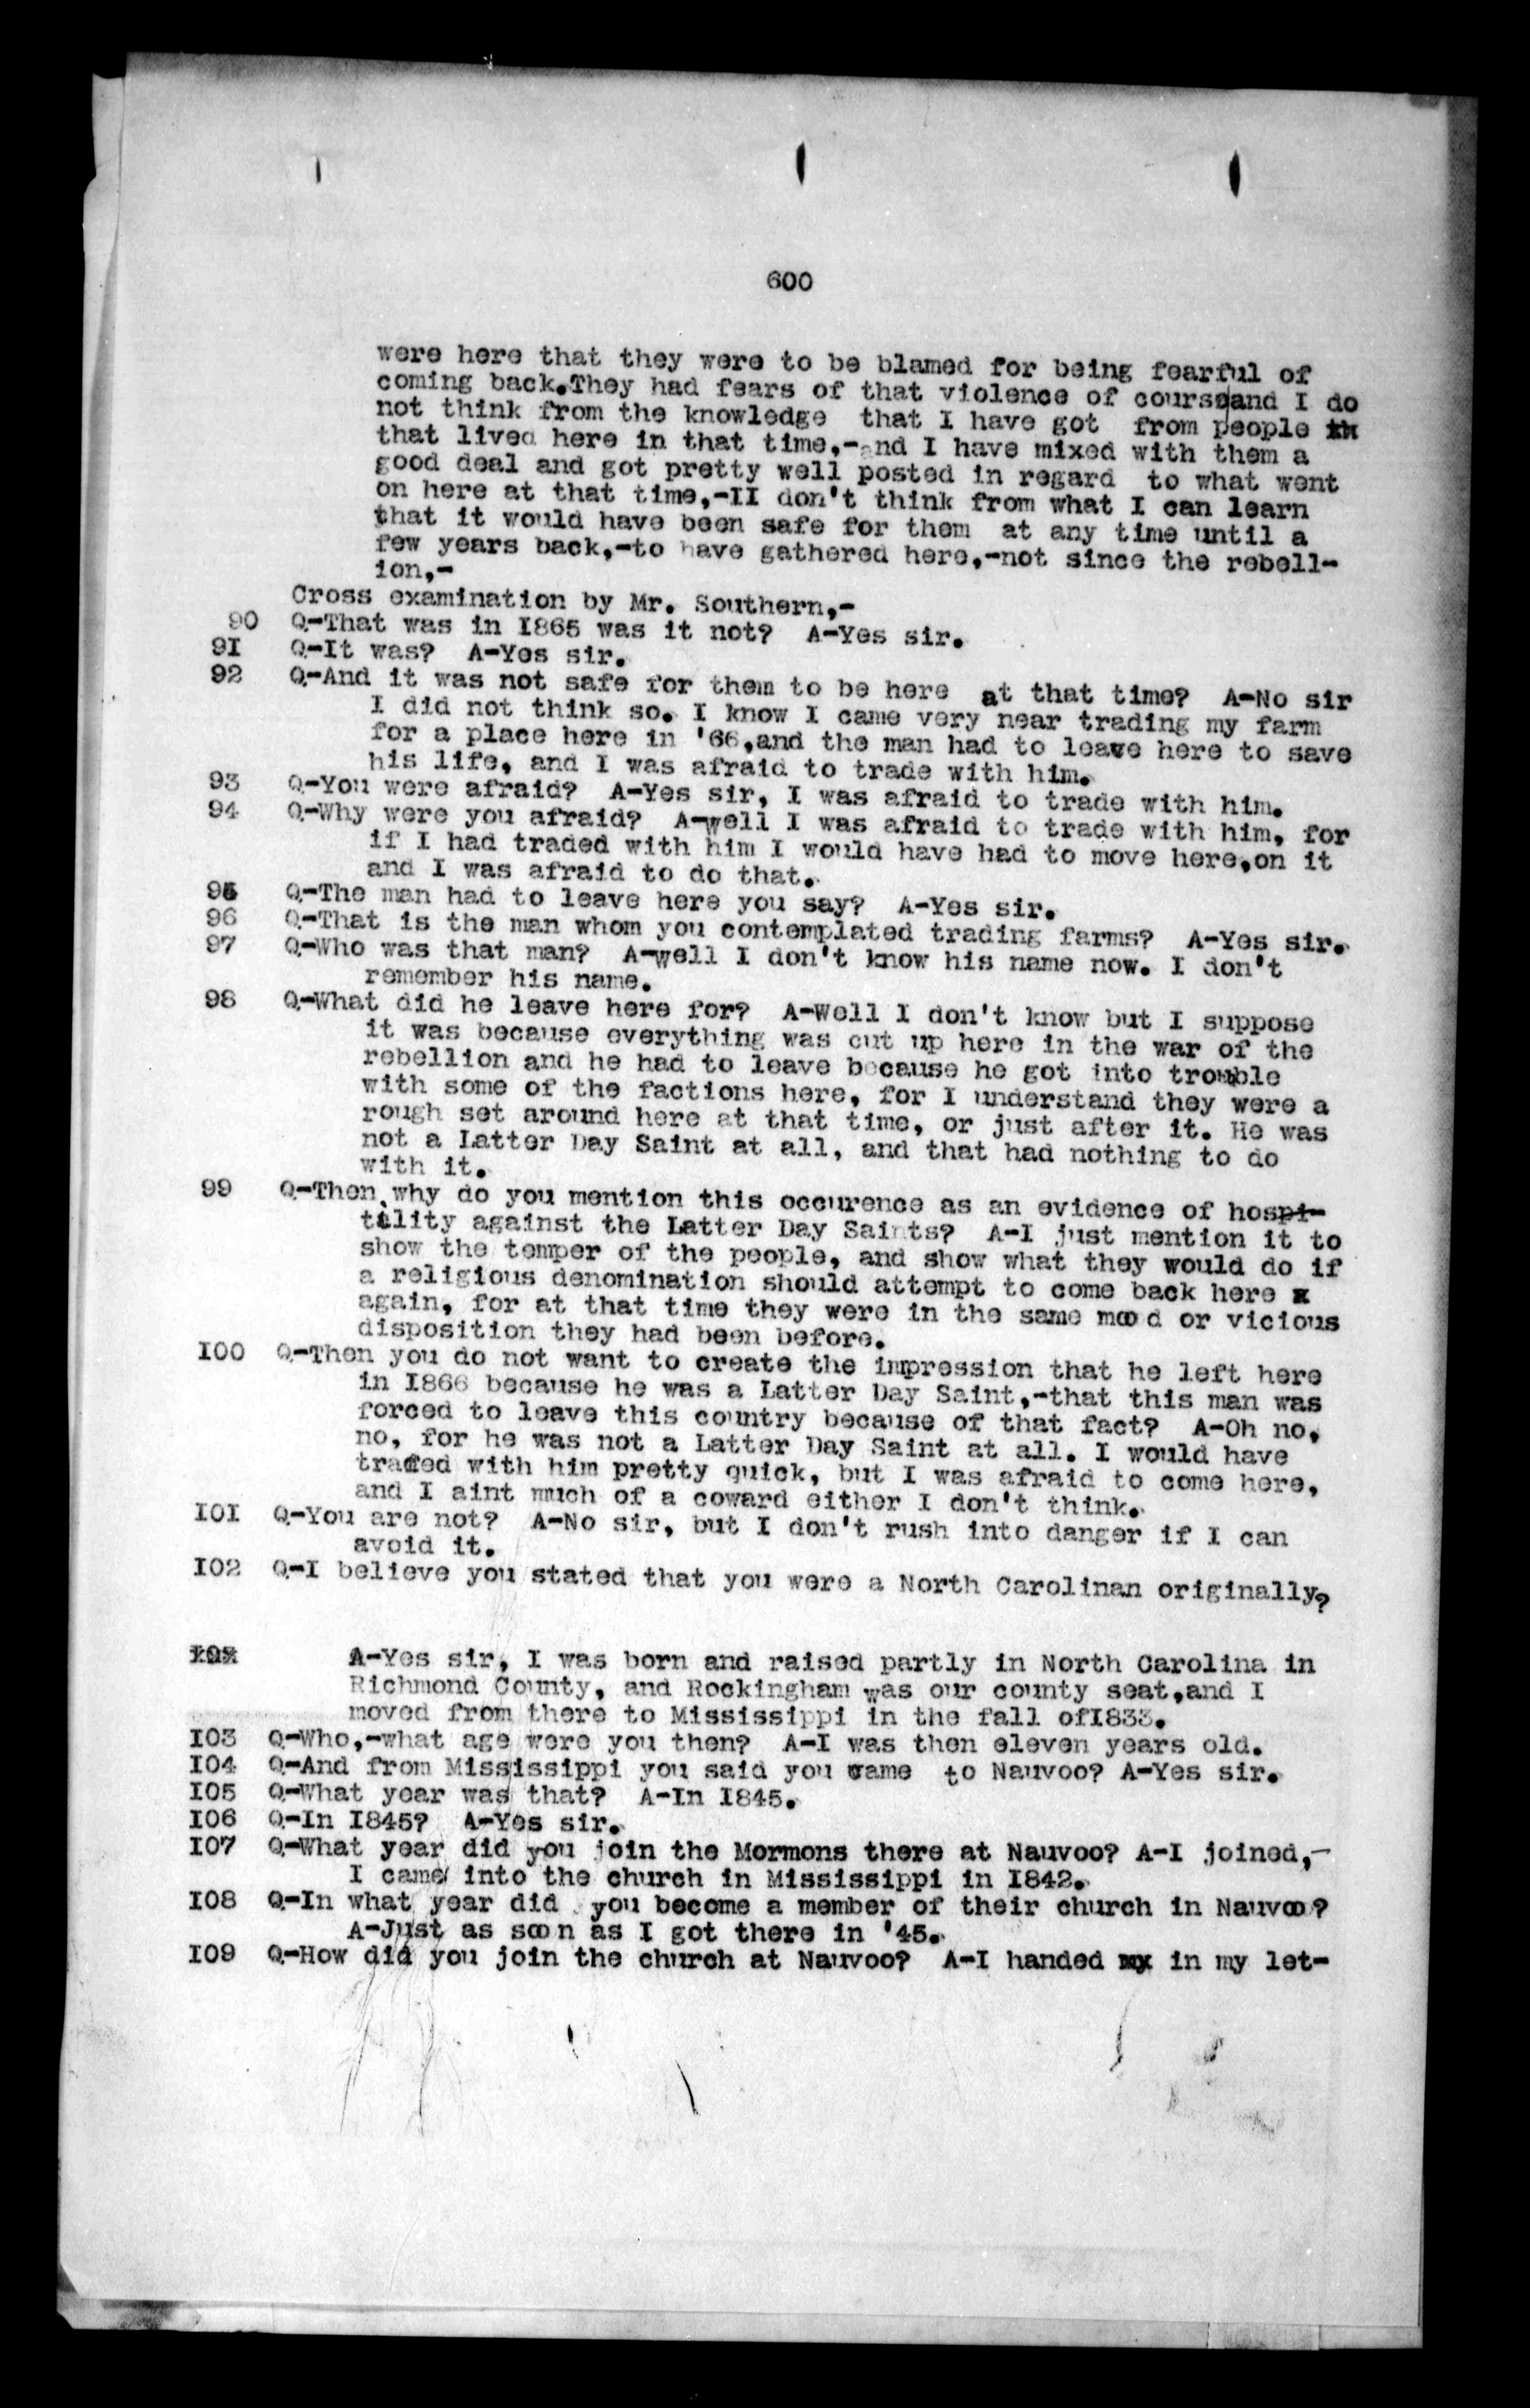 600
were here that they were to be blamed for being fearful of
coming back.They had fears of that violence of course and I do
not think from the knowledge that I have got from people
that lived here in that time,-and I have mixed with them a
good deal and got pretty well posted in regard to what went
on here at that time,-II don't think from what I can learn
that it would have been safe for them at any time until a
few years back,-to have gathered here,-not since the rebell-
ion,-
Cross examination by Mr. Southern,-
90 Q-That was in I865 was it not? A-Yes sir.
9I Q-It was? A-Yes sir.
92 Q-And it was not safe for them to be here at that time? A-No sir
I did not think so. I know I came very near trading my farm
for a place here in '66,and the man had to leave here to save
his life, and I was afraid to trade with him.
93 Q-You were afraid? A-Yes sir, I was afraid to trade with him.
94 Q-Why were you afraid? A-well I was afraid to trade with him, for
if I had traded with him I would have had to move here,on it
and I was afraid to do that.
95 Q-The man had to leave here you say? A-Yes sir.
96 Q-That is the man whom you contemplated trading farms? A-Yes sir.
97 Q-Who was that man? A-well I don't know his name now. I don't
remember his name.
98 Q-What did he leave here for? A-Well I don't know but I suppose
it was because everything was cut up here in the war of the
rebellion and he had to leave because he got into trouble
with some of the factions here, for I understand they were a
rough set around here at that time, or just after it. He was
not a Latter Day Saint at all, and that had nothing to do
with it.
99 Q-Then why do you mention this occurence as an evidence of hospi-
tility against the Latter Day Saints? A-I just mention it to
show the temper of the people, and show what they would do if
a religious denomination should attempt to come back here x
again, for at that time they were in the same mood or vicious
disposition they had been before.
I00 Q-Then you do not want to create the impression that he left here
in I866 because he was a Latter Day Saint,-that this man was
forced to leave this country because of that fact? A-Oh no,
no, for he was not a Latter Day Saint at all. I would have
traded with him pretty quick, but I was afraid to come here,
and I aint much of a coward either I don't think.
I0I Q-You are not? A-No sir, but I don't rush into danger if I can
avoid it.
I02 Q-I believe you stated that you were a North Carolinan originally?
A-Yes sir, I was born and raised partly in North Carolina in
Richmond County, and Rockingham was our county seat,and I
moved from there to Mississippi in the fall ofI833.
I03 Q-Who,-what age were you then? A-I was then eleven years old.
I04 Q-And from Mississippi you said you came to Nauvoo? A-Yes sir.
I05 Q-What year was that? A-In I845.
I06 Q-In I845? A-Yes sir.
I07 Q-What year did you join the Mormons there at Nauvoo? A-I joined,-
I came into the church in Mississippi in I842.
I08 Q-In what year did you become a member of their church in Nauvoo?
A-Just as soon as I got there in '45.
I09 Q-How did you join the church at Nauvoo? A-I handed my in my let-